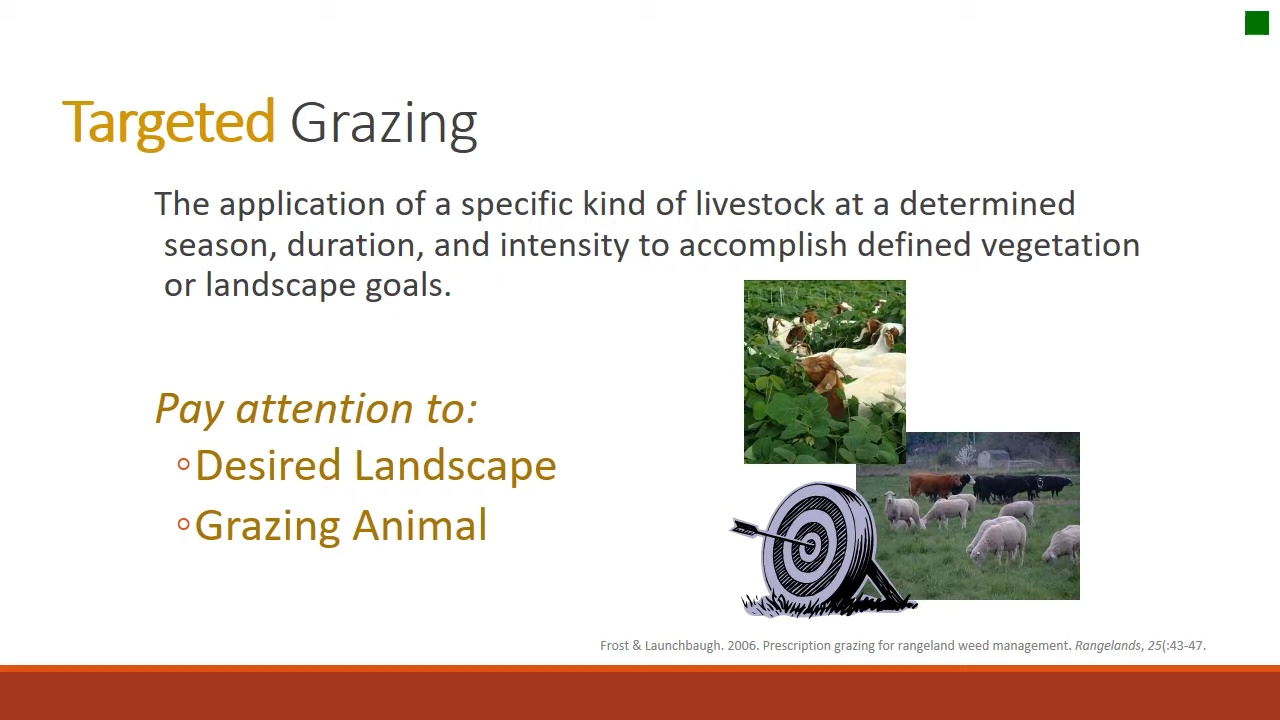 Targeted Grazing
The application of a specific kind of livestock at a determined
season, duration, and intensity to accomplish defined vegetation
or landscape goals.
Pay attention to:
◦Desired Landscape
◦Grazing Animal
Frost & Launchbaugh. 2006. Prescription grazing for rangeland weed management. Rangelands, 25(:43-47.